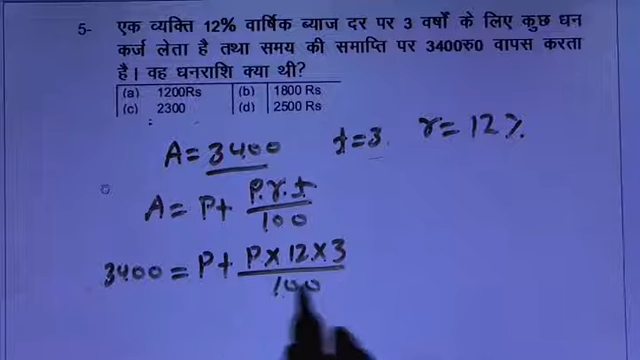 5- एक व्यक्ति 12% वार्षिक ब्याज दर पर 3 वर्षों के लिए कुछ धन
कर्ज लेता है तथा समय की समाप्ति पर 3400रु0 वापस करता
है। वह धनराशि क्या थी?
(a) 1200Rs (b) 1800 Rs
(c) 2300 (d) 2500 Rs
A = 3400 t = 3 r = 12 %
A = P + P.r.t / 100
3400 = P + P × 12 × 3 / 100